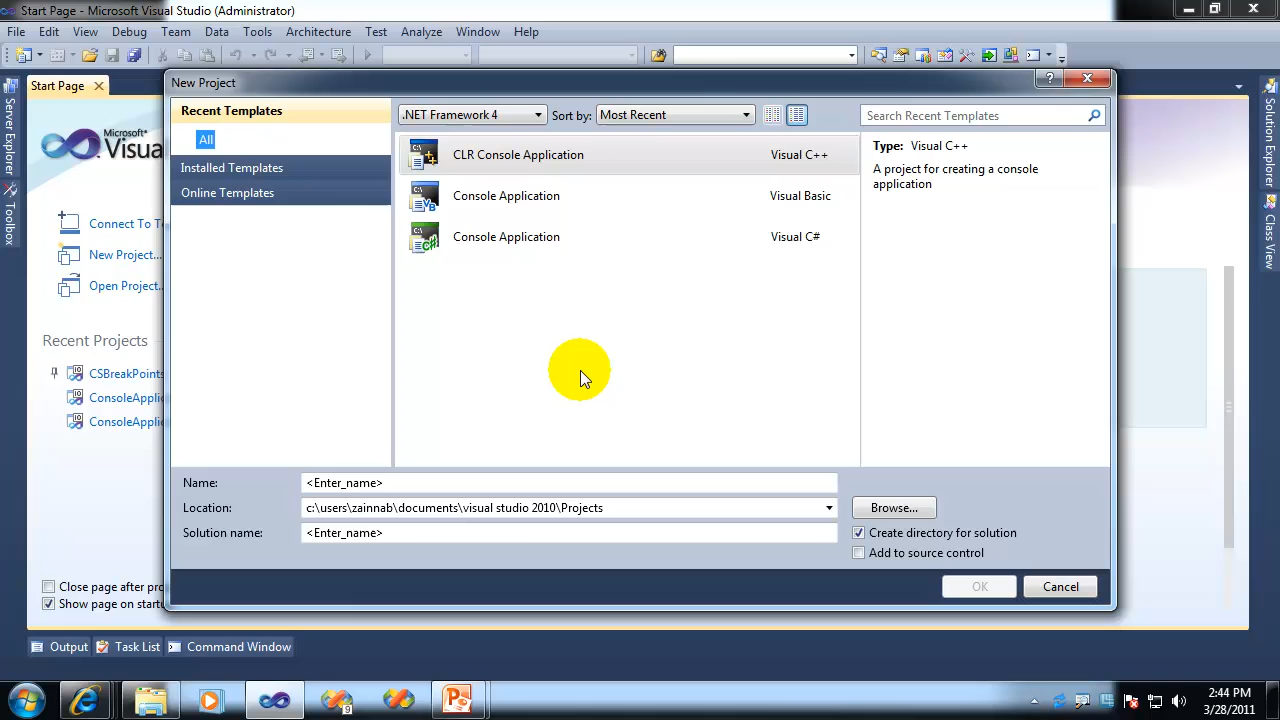 Start Page - Microsoft Visual Studio (Administrator)
File Edit View Debug Team Data Tools Architecture Test Analyze Window Help
Start Page
New Project
Server Explorer
Toolbox
Solution Explorer
Class View
Microsoft®
Visua
Connect To T
New Project...
Open Project.
Recent Projects
CSBreakPoints
ConsoleApplic
ConsoleApplic
Close page after pro
Show page on startu
Recent Templates
All
Installed Templates
Online Templates
.NET Framework 4 Sort by: Most Recent Search Recent Templates
CLR Console Application Visual C++
Console Application Visual Basic
Console Application Visual C#
Type: Visual C++
A project for creating a console
application
Name: <Enter_name>
Location: c:\users\zainnab\documents\visual studio 2010\Projects Browse...
Solution name: <Enter_name> Create directory for solution
Add to source control
OK Cancel
Output Task List Command Window
2:44 PM
3/28/2011